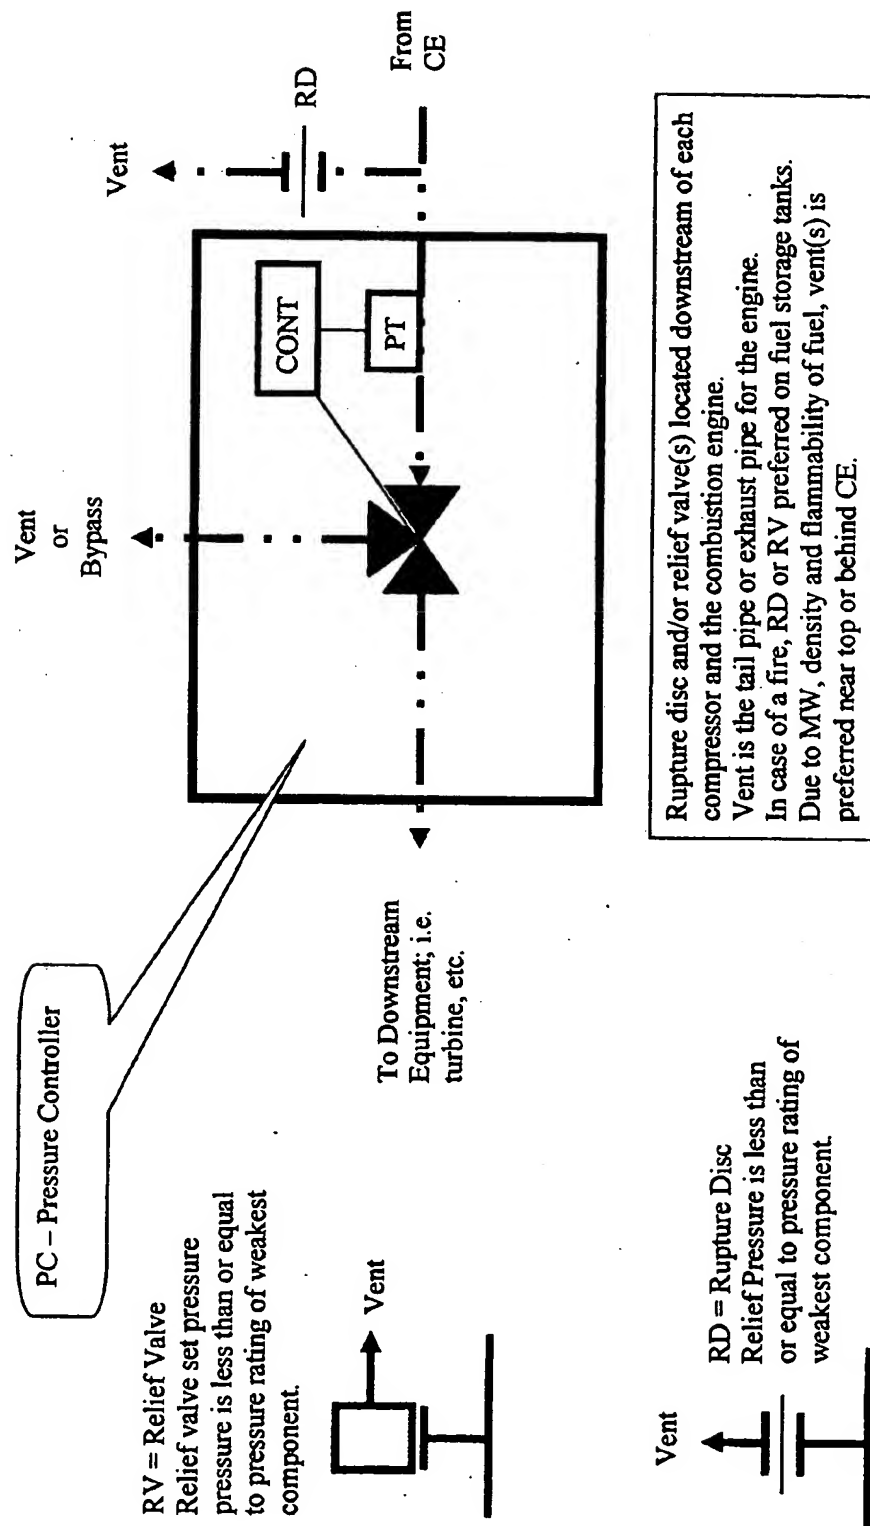 PC – Pressure Controller
RV = Relief Valve
Relief valve set pressure
pressure is less than or equal
to pressure rating of weakest
component.
Vent
Vent
or
Bypass
Vent
RD
CONT
PT
From
CE
To Downstream
Equipment; i.e.
turbine, etc.
Vent
RD = Rupture Disc
Relief Pressure is less than
or equal to pressure rating of
weakest component.
Rupture disc and/or relief valve(s) located downstream of each
compressor and the combustion engine.
Vent is the tail pipe or exhaust pipe for the engine.
In case of a fire, RD or RV preferred on fuel storage tanks.
Due to MW, density and flammability of fuel, vent(s) is
preferred near top or behind CE.